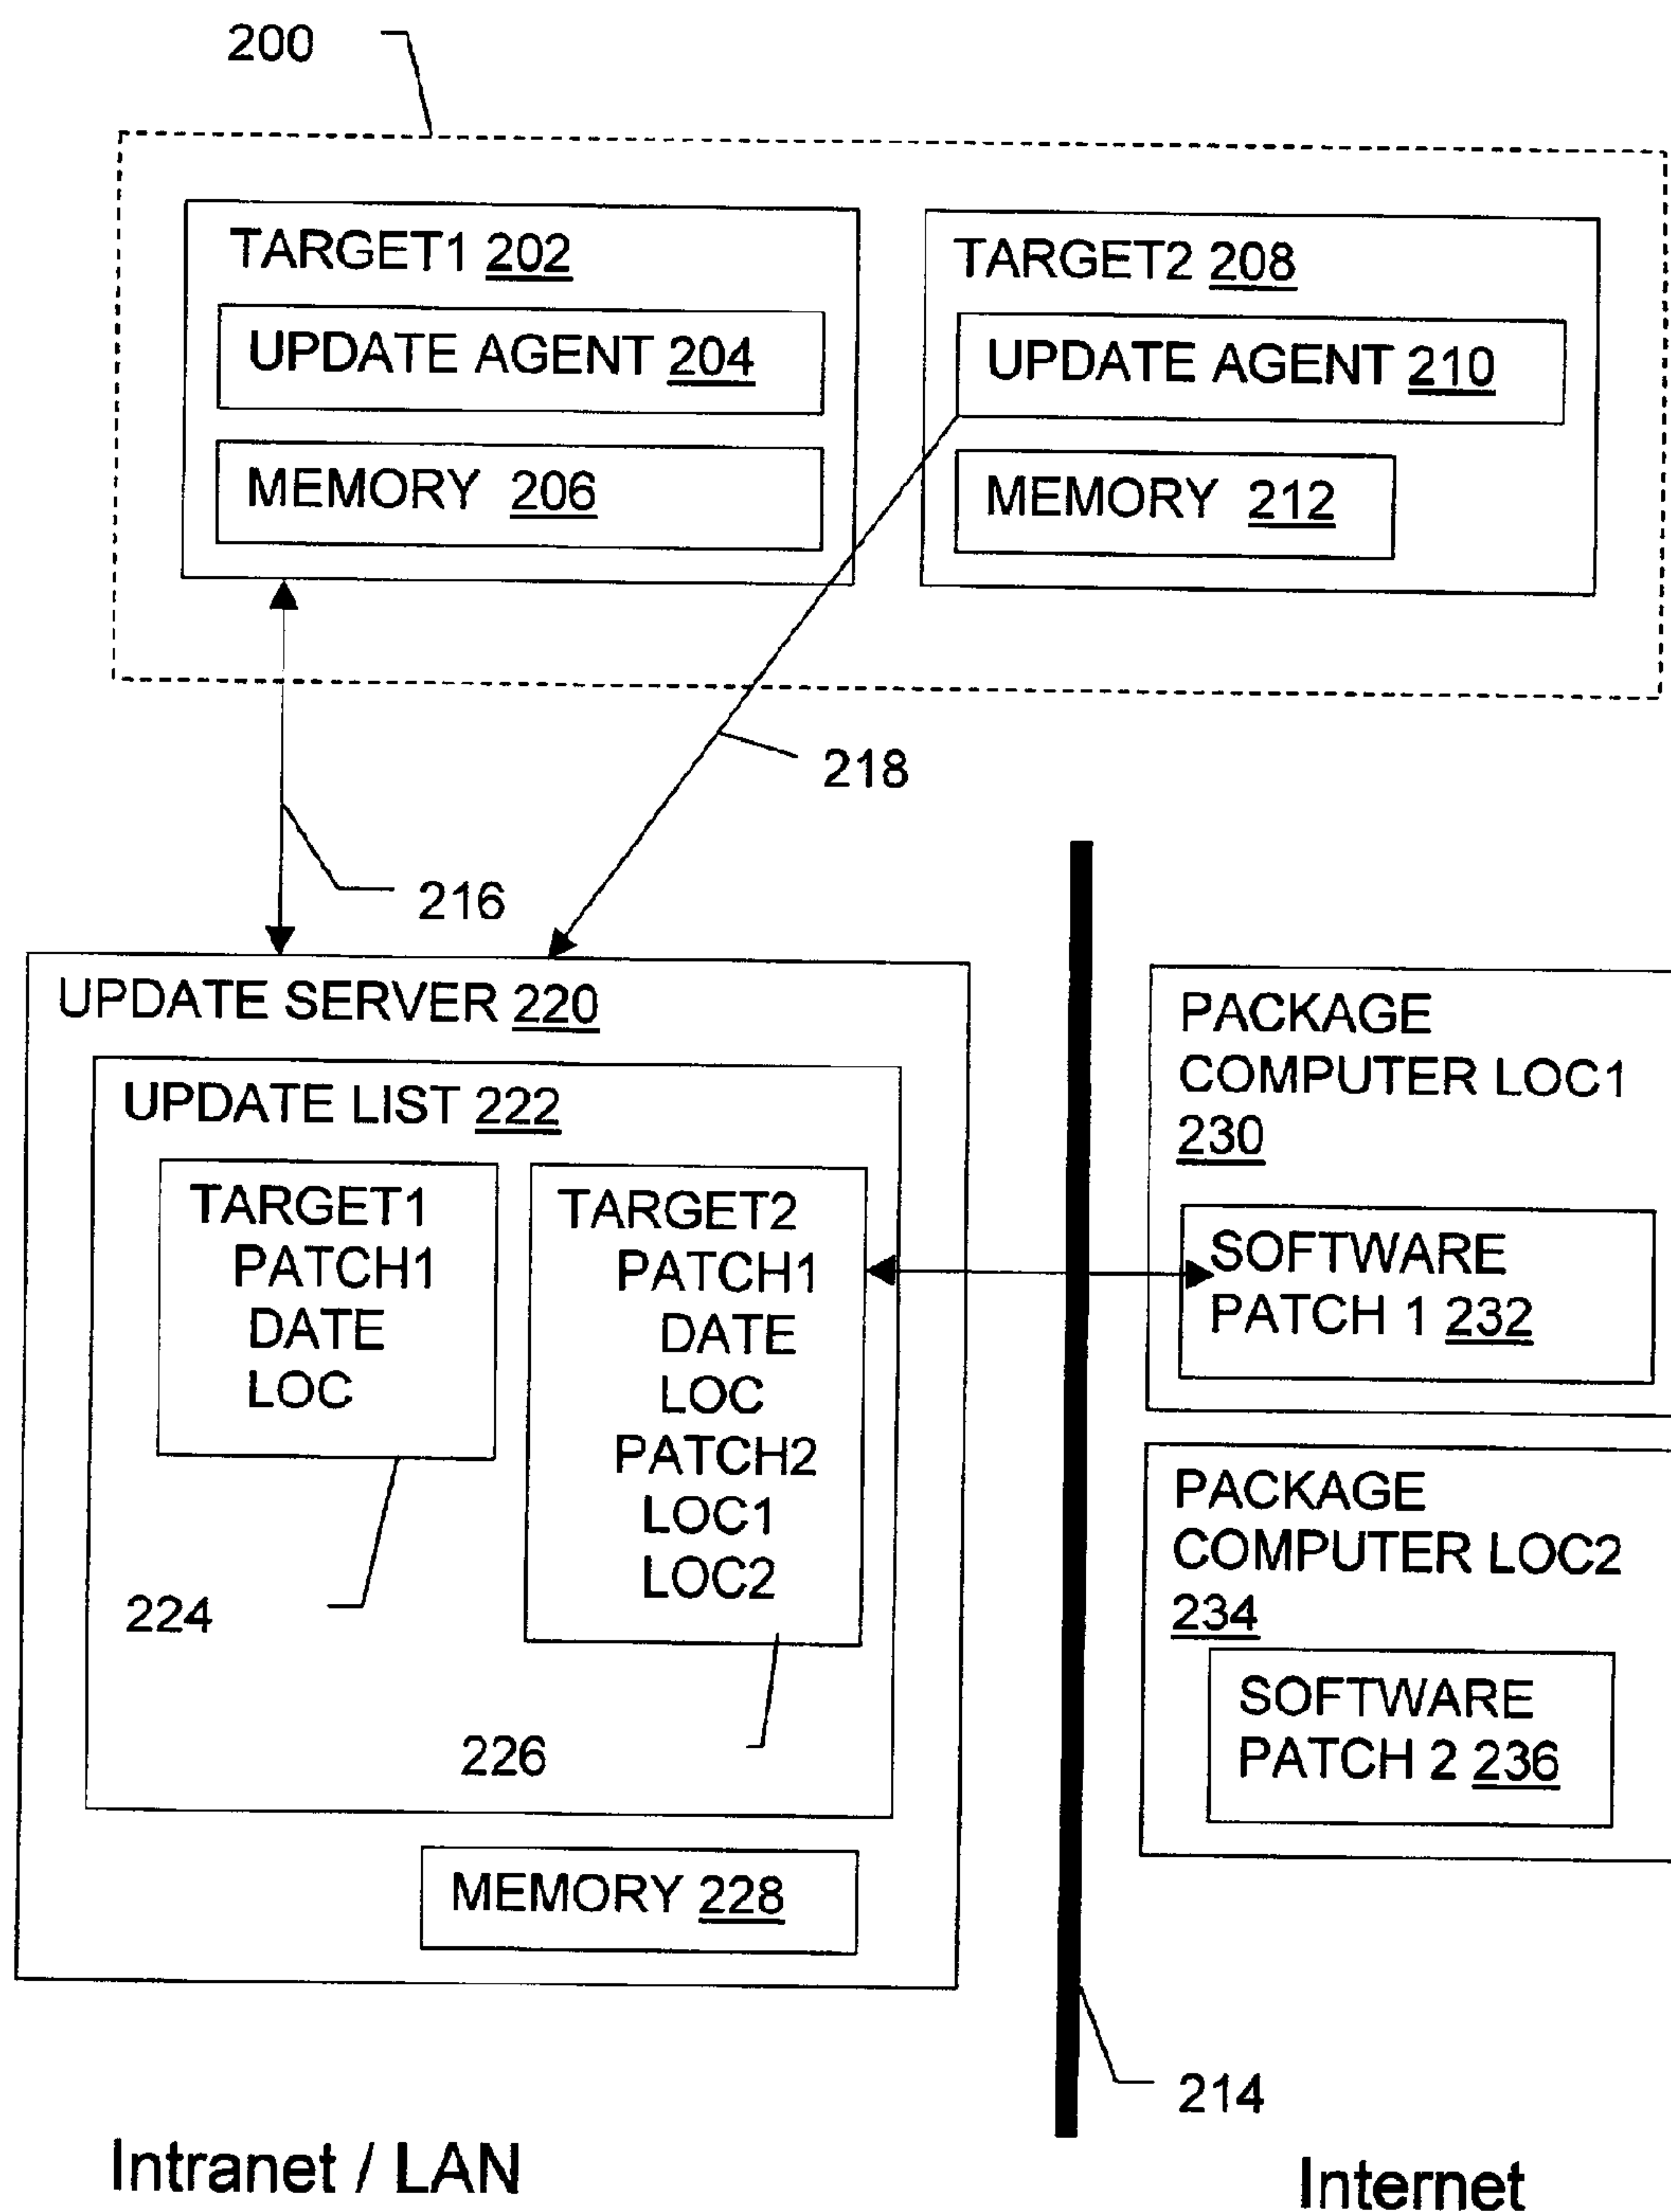 200
TARGET1 202
UPDATE AGENT 204
MEMORY 206
TARGET2 208
UPDATE AGENT 210
MEMORY 212
218
216
UPDATE SERVER 220
UPDATE LIST 222
TARGET1
PATCH1
DATE
LOC
224
TARGET2
PATCH1
DATE
LOC
PATCH2
LOC1
LOC2
226
MEMORY 228
PACKAGE
COMPUTER LOC1
230
SOFTWARE
PATCH 1 232
PACKAGE
COMPUTER LOC2
234
SOFTWARE
PATCH 2 236
214
Intranet / LAN
Internet